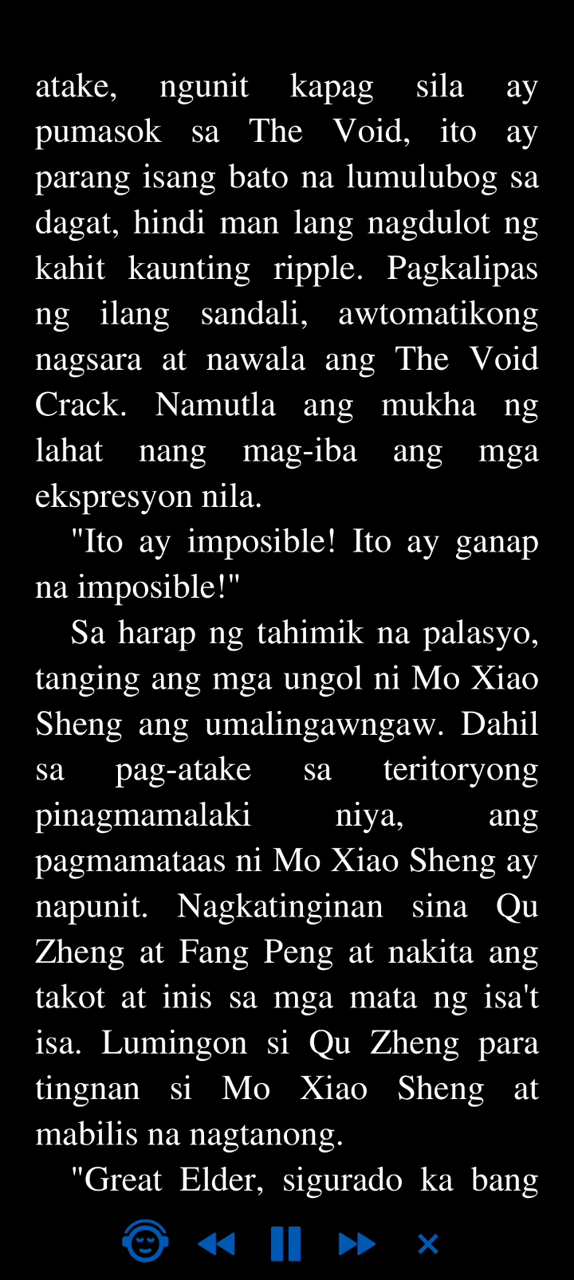 atake, ngunit kapag sila ay
pumasok sa The Void, ito ay
parang isang bato na lumulubog sa
dagat, hindi man lang nagdulot ng
kahit kaunting ripple. Pagkalipas
ng ilang sandali, awtomatikong
nagsara at nawala ang The Void
Crack. Namutla ang mukha ng
lahat nang mag-iba ang mga
ekspresyon nila.
"Ito ay imposible! Ito ay ganap
na imposible!"
Sa harap ng tahimik na palasyo,
tanging ang mga ungol ni Mo Xiao
Sheng ang umalingawngaw. Dahil
sa pag-atake sa teritoryong
pinagmamalaki niya, ang
pagmamataas ni Mo Xiao Sheng ay
napunit. Nagkatinginan sina Qu
Zheng at Fang Peng at nakita ang
takot at inis sa mga mata ng isa't
isa. Lumingon si Qu Zheng para
tingnan si Mo Xiao Sheng at
mabilis na nagtanong.
"Great Elder, sigurado ka bang